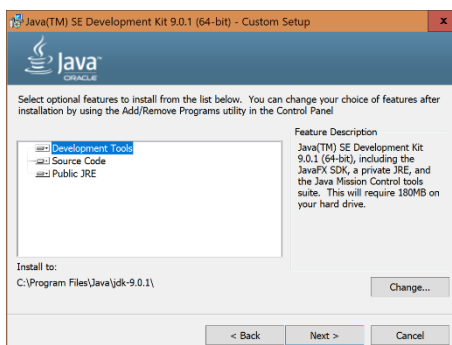 Java(TM) SE Development Kit 9.0.1 (64-bit) - Custom Setup
x
Java™
ORACLE
Select optional features to install from the list below. You can change your choice of features after
installation by using the Add/Remove Programs utility in the Control Panel
Development Tools
Source Code
Public JRE
Feature Description
Java(TM) SE Development Kit
9.0.1 (64-bit), including the
JavaFX SDK, a private JRE, and
the Java Mission Control tools
suite. This will require 180MB on
your hard drive.
Install to:
C:\Program Files\Java\jdk-9.0.1\
Change...
< Back
Next >
Cancel